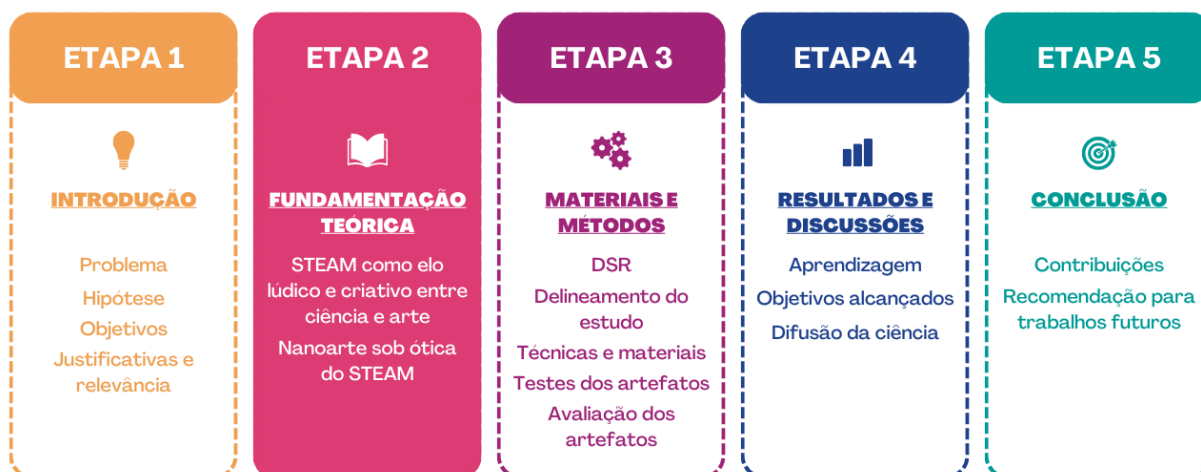 ETAPA 1
INTRODUÇÃO
Problema
Hipótese
Objetivos
Justificativas e
relevância
ETAPA 2
FUNDAMENTAÇÃO
TEÓRICA
STEAM como elo
lúdico e criativo entre
ciência e arte
Nanoarte sob ótica
do STEAM
ETAPA 3
MATERIAIS E
MÉTODOS
DSR
Delineamento do
estudo
Técnicas e materiais
Testes dos artefatos
Avaliação dos
artefatos
ETAPA 4
RESULTADOS E
DISCUSSÕES
Aprendizagem
Objetivos alcançados
Difusão da ciência
ETAPA 5
CONCLUSÃO
Contribuições
Recomendação para
trabalhos futuros